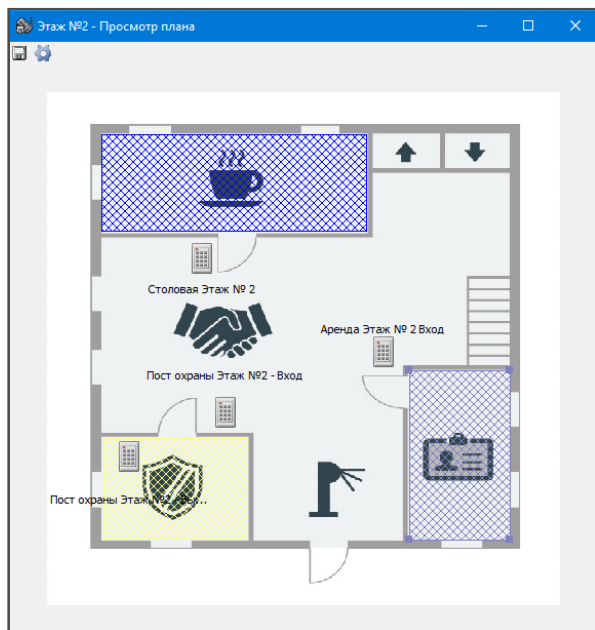 Этаж №2 - Просмотр плана
Столовая Этаж № 2
Аренда Этаж № 2 Вход
Пост охраны Этаж №2 - Вход
Пост охраны Этаж №2